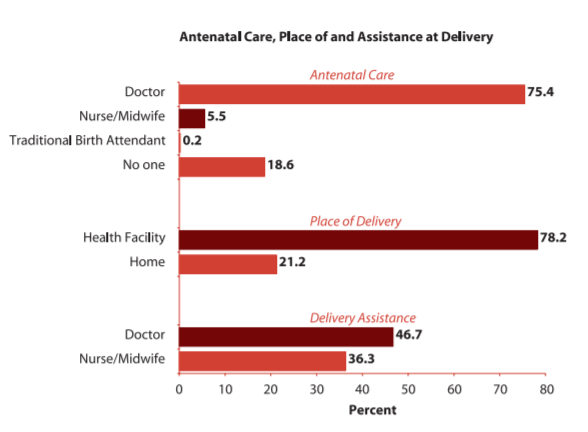 Antenatal Care, Place of and Assistance at Delivery
Antenatal Care
Doctor 75.4
Nurse/Midwife 5.5
Traditional Birth Attendant 0.2
No one 18.6
Place of Delivery
Health Facility 78.2
Home 21.2
Delivery Assistance
Doctor 46.7
Nurse/Midwife 36.3
0 10 20 30 40 50 60 70 80
Percent